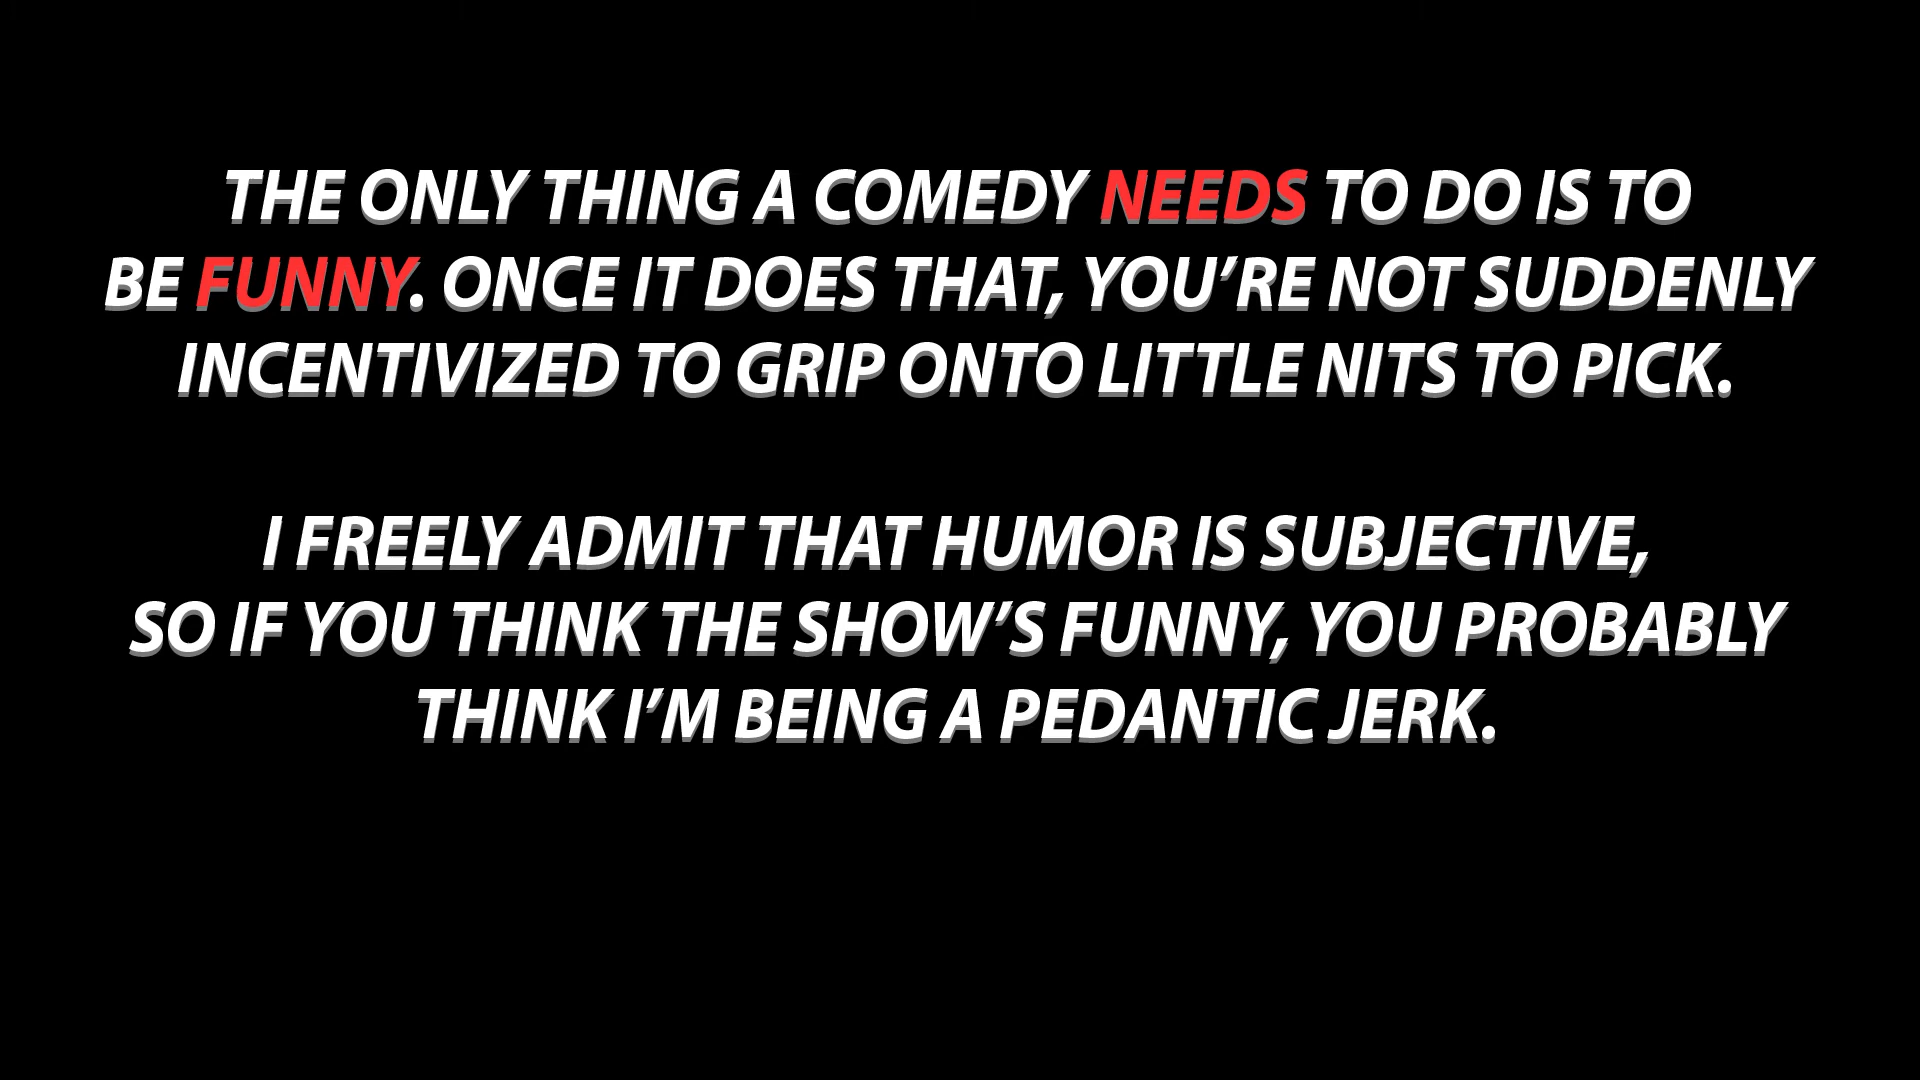 THE ONLY THING A COMEDY NEEDS TO DO IS TO
BE FUNNY. ONCE IT DOES THAT, YOU’RE NOT SUDDENLY
INCENTIVIZED TO GRIP ONTO LITTLE NITS TO PICK.
I FREELY ADMIT THAT HUMOR IS SUBJECTIVE,
SO IF YOU THINK THE SHOW’S FUNNY, YOU PROBABLY
THINK I’M BEING A PEDANTIC JERK.